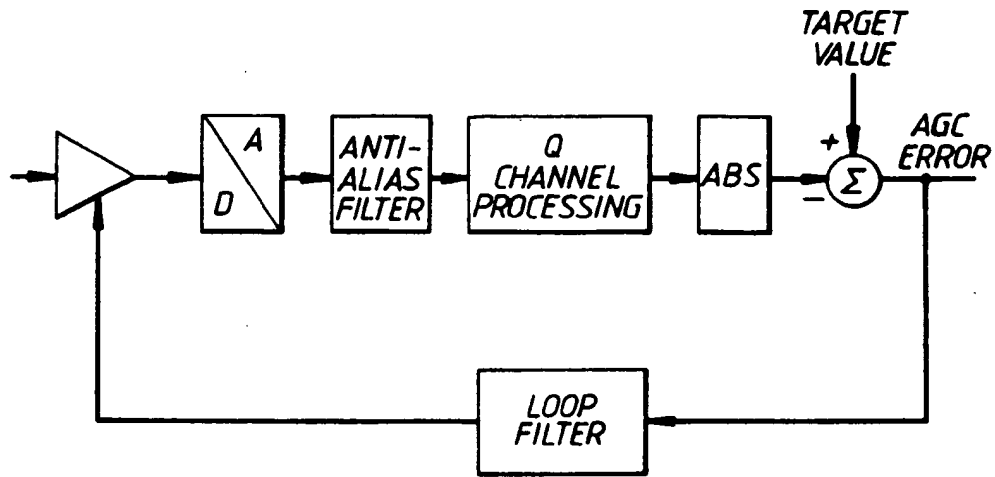 TARGET
VALUE
A
D
ANTI-
ALIAS
FILTER
Q
CHANNEL
PROCESSING
ABS
+
−
Σ
AGC
ERROR
LOOP
FILTER